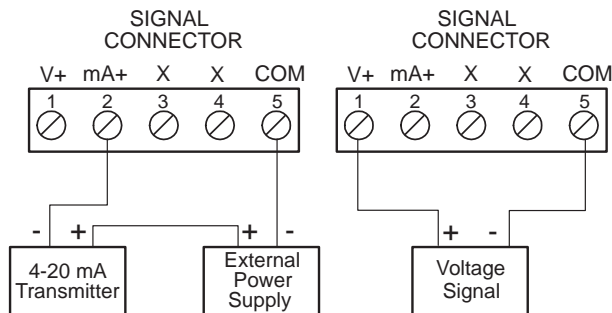 SIGNAL
CONNECTOR
V+ mA+ X X COM
1 2 3 4 5
- + + -
4-20 mA
Transmitter
External
Power
Supply
SIGNAL
CONNECTOR
V+ mA+ X X COM
1 2 3 4 5
+ -
Voltage
Signal